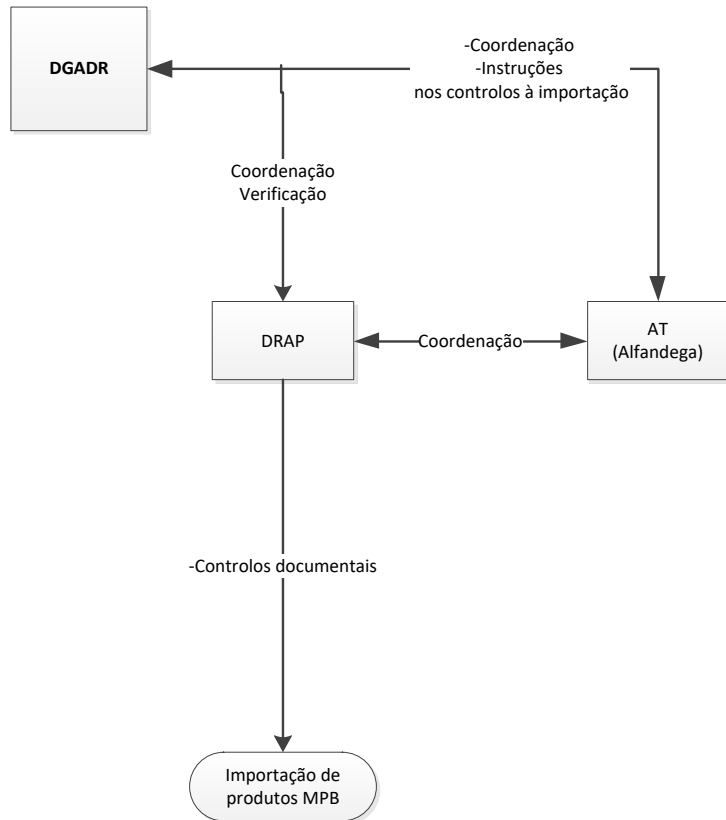 DGADR
-Coordenação
-Instruções
nos controlos à importação
Coordenação
Verificação
DRAP
Coordenação
AT
(Alfandega)
-Controlos documentais
Importação de
produtos MPB